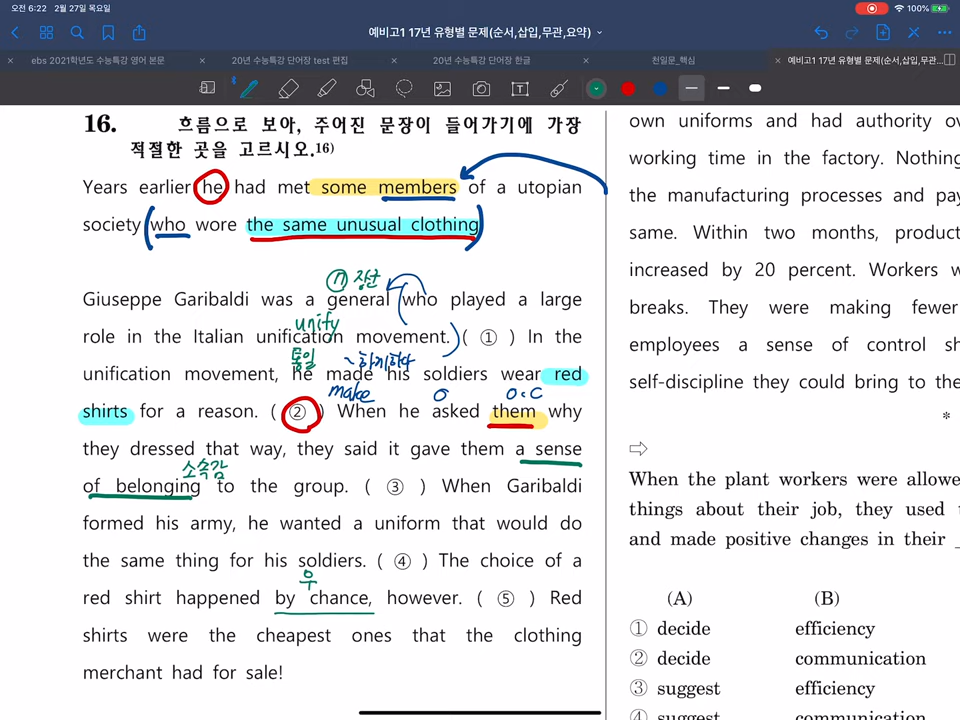 오전 6:22 2월 27일 목요일
100%
예비고1 17년 유형별 문제(순서,삽입,무관,요약)
ebs 2021학년도 수능특강 영어 본문
20년 수능특강 단어장 test 편집
20년 수능특강 단어장 한글
천일문_핵심
예비고1 17년 유형별 문제(순서,삽입,무관,요...
16. 흐름으로 보아, 주어진 문장이 들어가기에 가장
적절한 곳을 고르시오.16)
Years earlier he had met some members of a utopian
society who wore the same unusual clothing
n 장군
Giuseppe Garibaldi was a general who played a large
unify
role in the Italian unification movement. ( ① ) In the
통일 ~하게하다
unification movement, he made his soldiers wear red
make O O.C
shirts for a reason. ( ② ) When he asked them why
they dressed that way, they said it gave them a sense
소속감
of belonging to the group. ( ③ ) When Garibaldi
formed his army, he wanted a uniform that would do
the same thing for his soldiers. ( ④ ) The choice of a
우
red shirt happened by chance, however. ( ⑤ ) Red
shirts were the cheapest ones that the clothing
merchant had for sale!
own uniforms and had authority ov
working time in the factory. Nothing
the manufacturing processes and pay
same. Within two months, product
increased by 20 percent. Workers w
breaks. They were making fewer
employees a sense of control sh
self-discipline they could bring to the
*
⇨
When the plant workers were allowe
things about their job, they used t
and made positive changes in their
(A) (B)
① decide efficiency
② decide communication
③ suggest efficiency
④ suggest communication